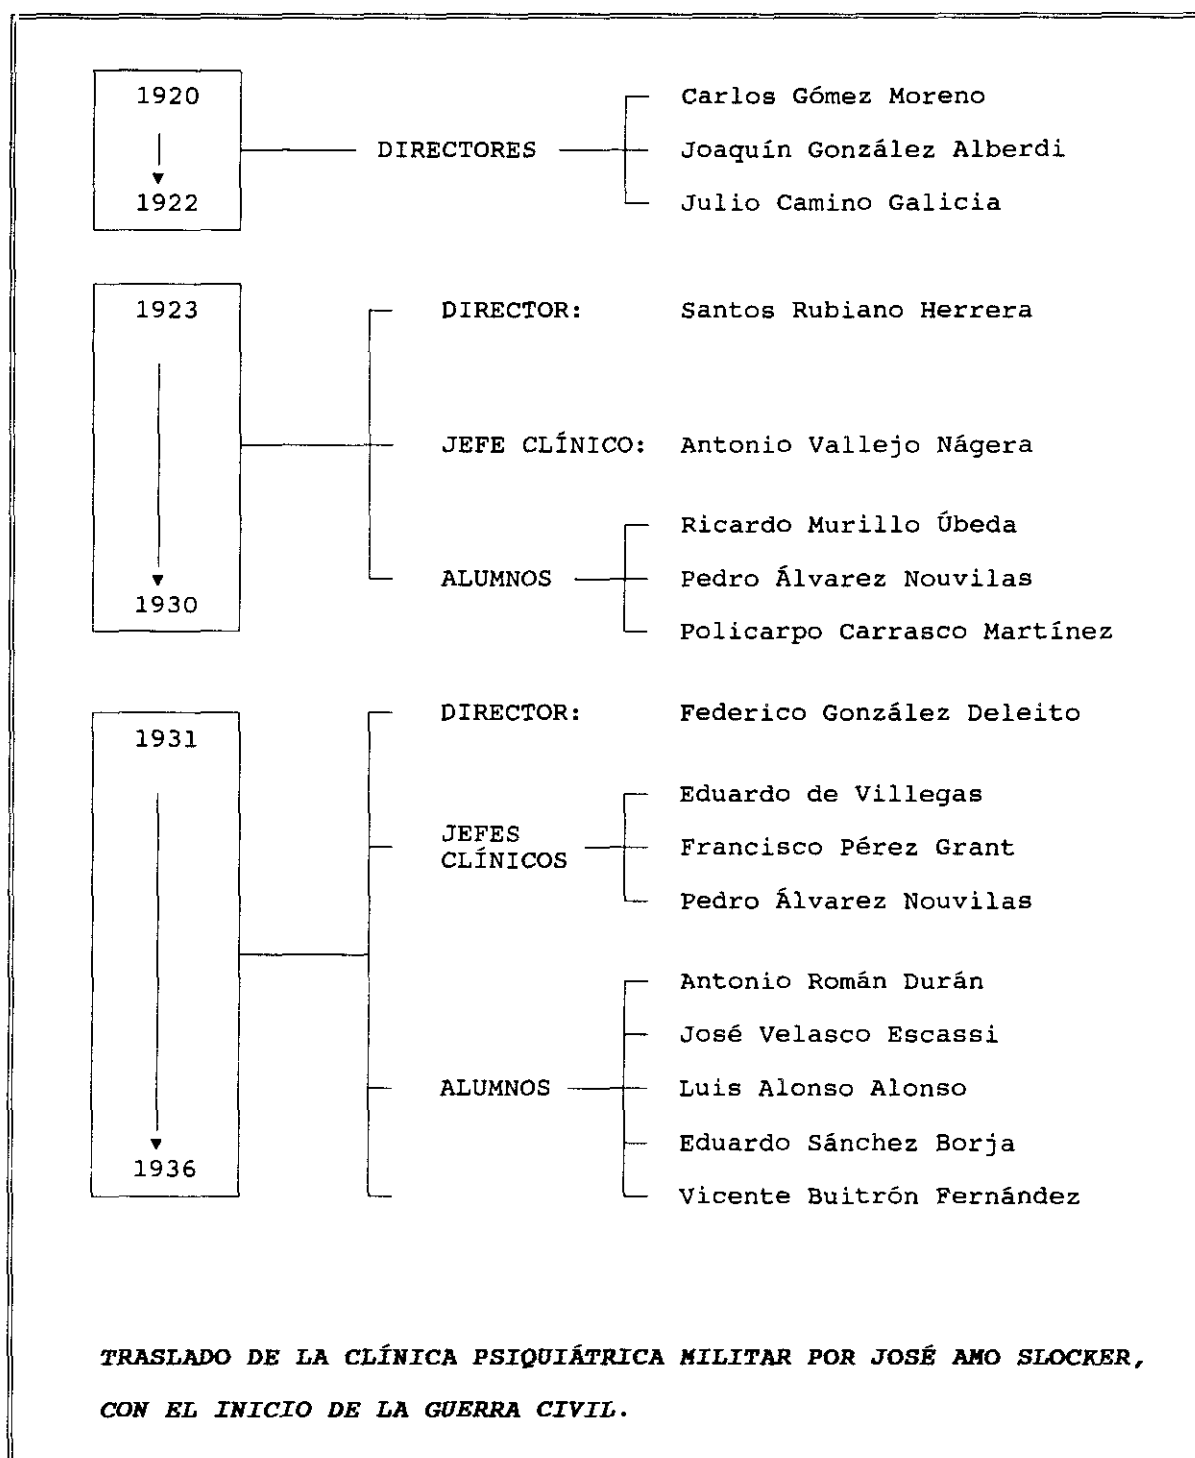 1920
1922
DIRECTORES
Carlos Gómez Moreno
Joaquín González Alberdi
Julio Camino Galicia
1923
1930
DIRECTOR: Santos Rubiano Herrera
JEFE CLÍNICO: Antonio Vallejo Nágera
ALUMNOS
Ricardo Murillo Úbeda
Pedro Álvarez Nouvilas
Policarpo Carrasco Martínez
1931
1936
DIRECTOR: Federico González Deleito
JEFES
CLÍNICOS
Eduardo de Villegas
Francisco Pérez Grant
Pedro Álvarez Nouvilas
ALUMNOS
Antonio Román Durán
José Velasco Escassi
Luis Alonso Alonso
Eduardo Sánchez Borja
Vicente Buitrón Fernández
TRASLADO DE LA CLÍNICA PSIQUIÁTRICA MILITAR POR JOSÉ AMO SLOCKER,
CON EL INICIO DE LA GUERRA CIVIL.